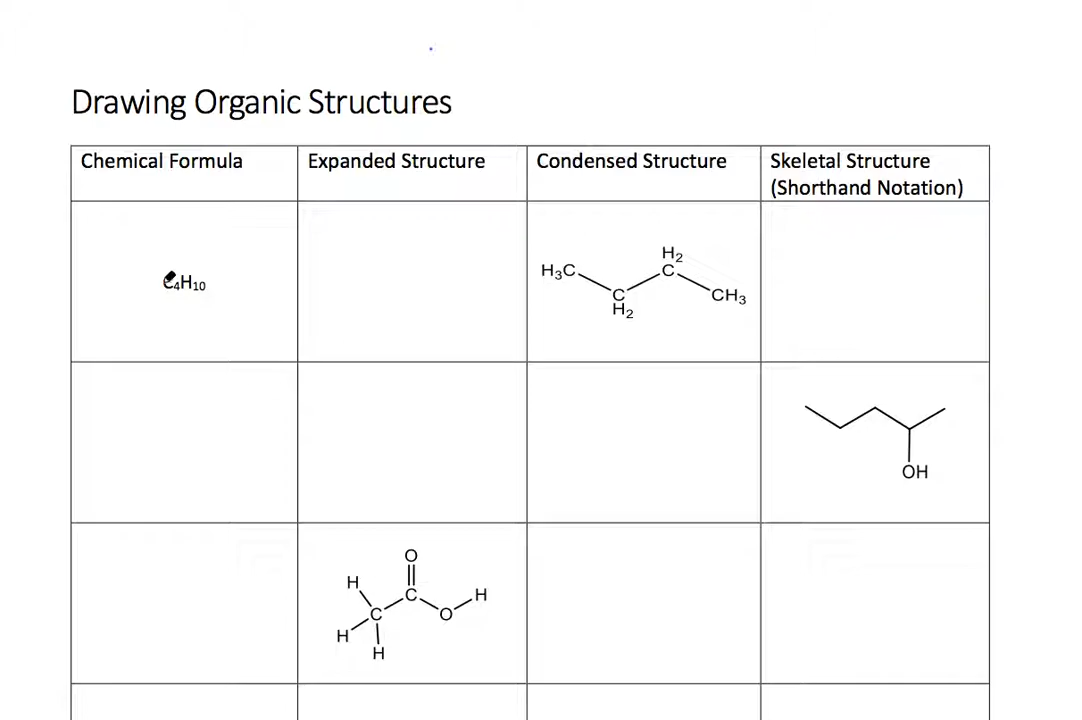 Drawing Organic Structures
Chemical Formula Expanded Structure Condensed Structure Skeletal Structure
(Shorthand Notation)
C₄H₁₀
H₂
H₃C C
C CH₃
H₂
OH
O
H
C H
C O
H
H